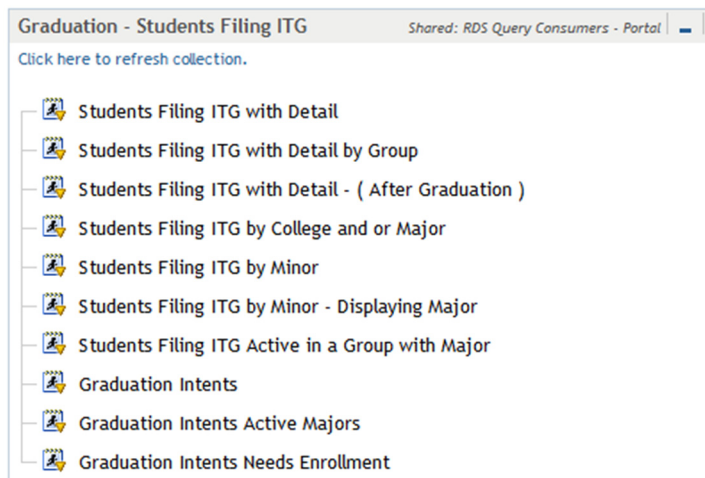 Graduation - Students Filing ITG
Shared: RDS Query Consumers - Portal
Click here to refresh collection.
Students Filing ITG with Detail
Students Filing ITG with Detail by Group
Students Filing ITG with Detail - ( After Graduation )
Students Filing ITG by College and or Major
Students Filing ITG by Minor
Students Filing ITG by Minor - Displaying Major
Students Filing ITG Active in a Group with Major
Graduation Intents
Graduation Intents Active Majors
Graduation Intents Needs Enrollment